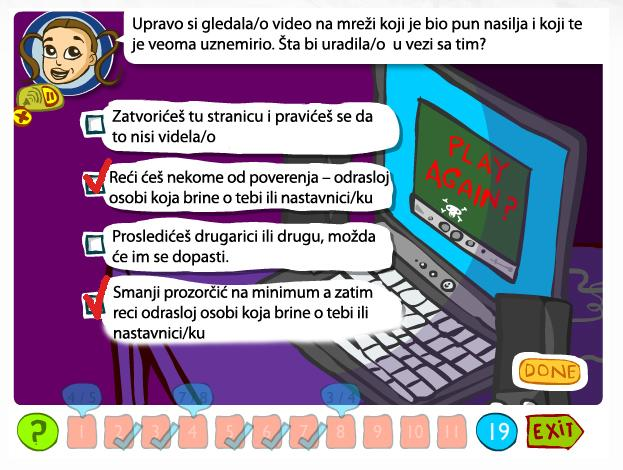 Upravo si gledala/o video na mreži koji je bio pun nasilja i koji te
je veoma uznemirio. Šta bi uradila/o u vezi sa tim?
Zatvorićeš tu stranicu i pravićeš se da
to nisi videla/o
Reći ćeš nekome od poverenja – odrasloj
osobi koja brine o tebi ili nastavnici/ku
Prosledićeš drugarici ili drugu, možda
će im se dopasti.
Smanji prozorčić na minimum a zatim
reci odrasloj osobi koja brine o tebi ili
nastavnici/ku
PLAY
AGAIN?
DONE
4 / 5
7 / 8
3 / 4
? 1 2 3 4 5 6 7 8 9 10 11 19 EXIT